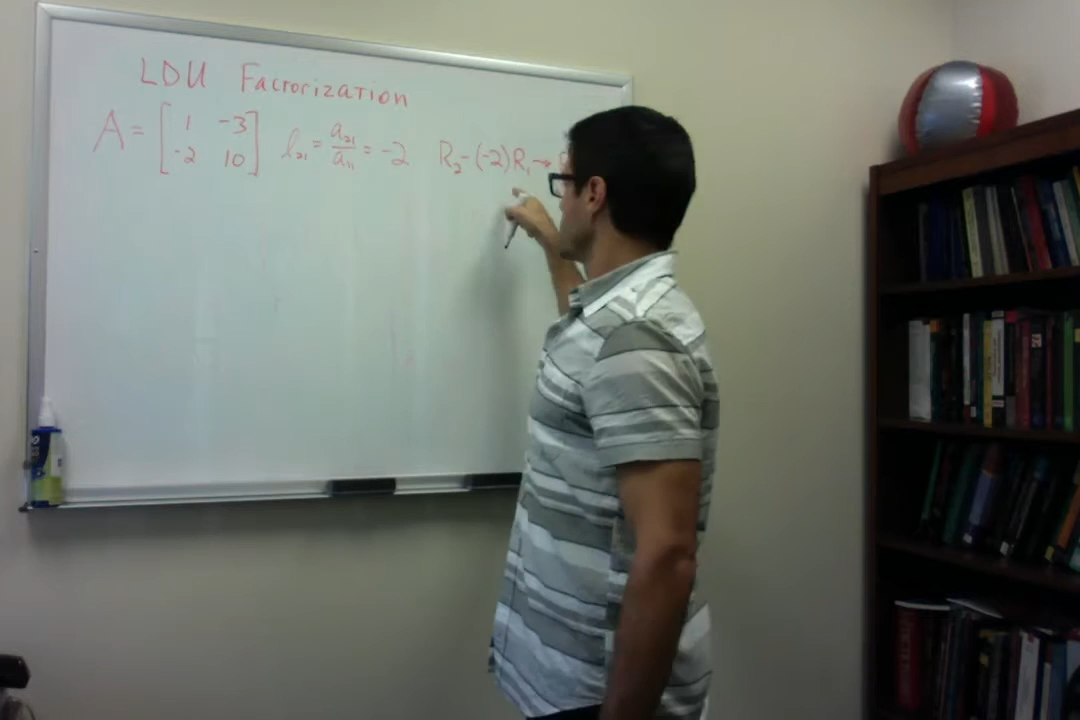 LDU Factorization
A = [ 1 -3 ; -2 10 ] l₂₁ = a₂₁/a₁₁ = -2 R₂ - (-2)R₁ →